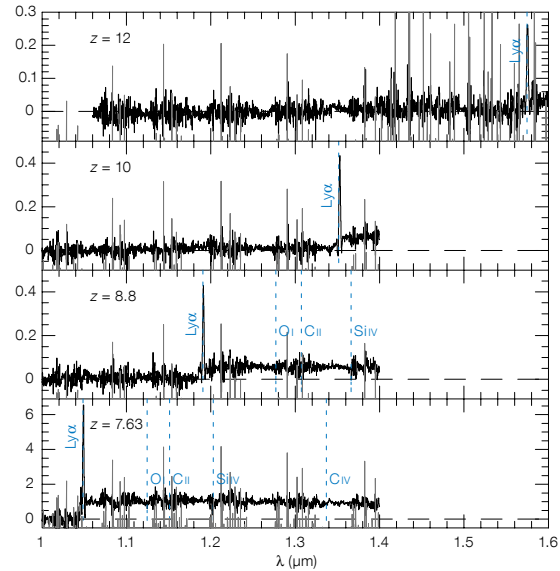 0.3
z = 12
0.2
Lyα
0.1
0
z = 10
0.4
Lyα
0.2
0
z = 8.8
0.4
Lyα
0.2
O I C II Si IV
0
6
z = 7.63
4
Lyα
2
O I C II Si IV C IV
0
1 1.1 1.2 1.3 1.4 1.5 1.6
λ (µm)